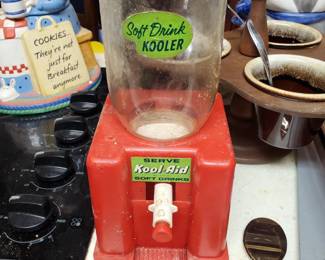 COOKIES..
They're not
just for
Breakfast
anymore.
Soft Drink
KOOLER
SERVE
Kool-Aid
SOFT DRINKS